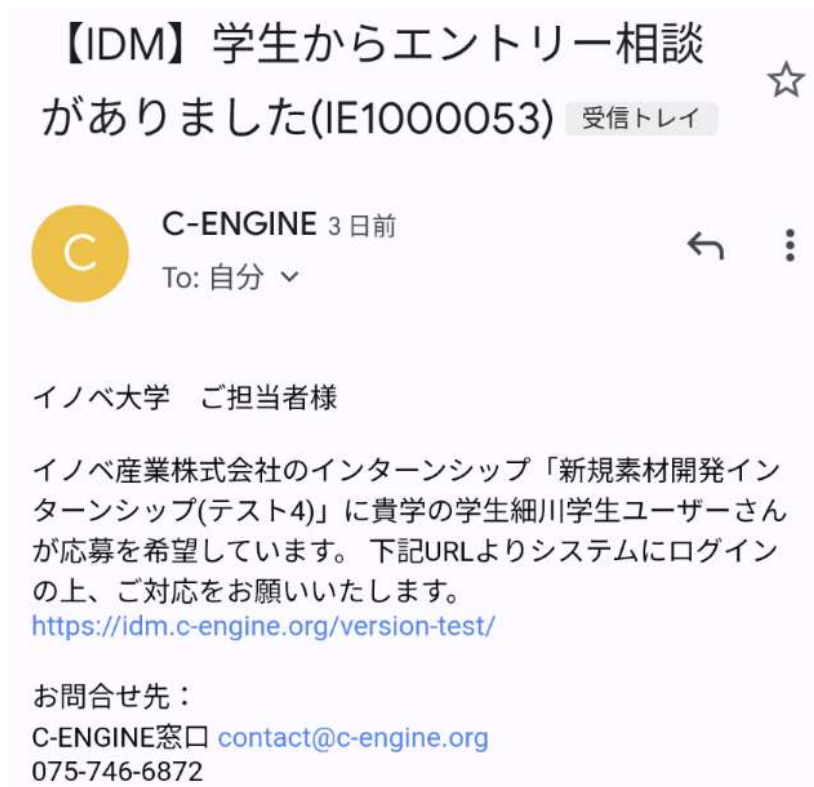 【IDM】学生からエントリー相談
がありました(IE1000053) 受信トレイ
C
C-ENGINE 3 日前
To: 自分
イノベ大学　ご担当者様
イノベ産業株式会社のインターンシップ「新規素材開発イン
ターンシップ(テスト4)」に貴学の学生細川学生ユーザーさん
が応募を希望しています。 下記URLよりシステムにログイン
の上、ご対応をお願いいたします。
https://idm.c-engine.org/version-test/
お問合せ先：
C-ENGINE窓口 contact@c-engine.org
075-746-6872